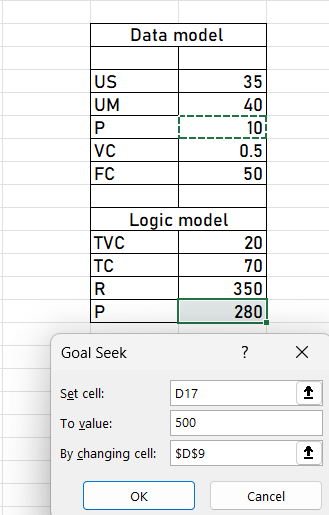 Data model
US 35
UM 40
P 10
VC 0.5
FC 50
Logic model
TVC 20
TC 70
R 350
P 280
Goal Seek ? X
Set cell: D17
To value: 500
By changing cell: $D$9
OK Cancel